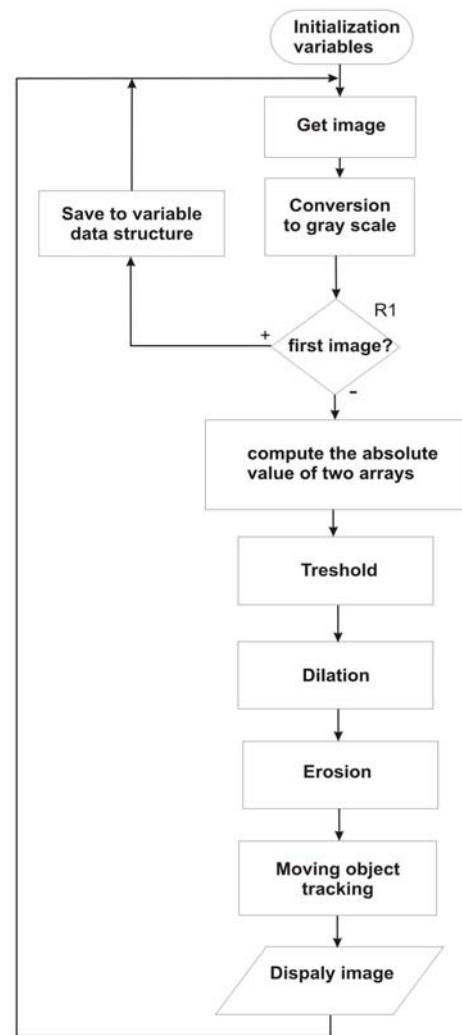 Initialization
variables
Get image
Conversion
to gray scale
Save to variable
data structure
R1
+
first image?
-
compute the absolute
value of two arrays
Treshold
Dilation
Erosion
Moving object
tracking
Dispaly image